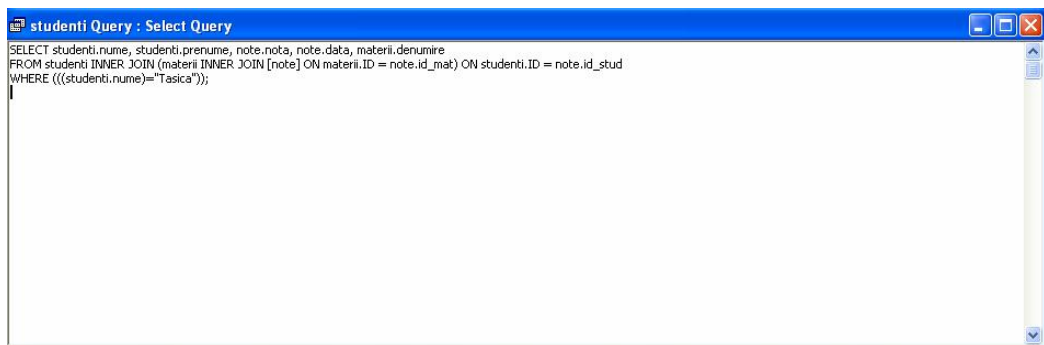 studenti Query : Select Query
SELECT studenti.nume, studenti.prenume, note.nota, note.data, materii.denumire
FROM studenti INNER JOIN (materii INNER JOIN [note] ON materii.ID = note.id_mat) ON studenti.ID = note.id_stud
WHERE (((studenti.nume)="Tasica"));